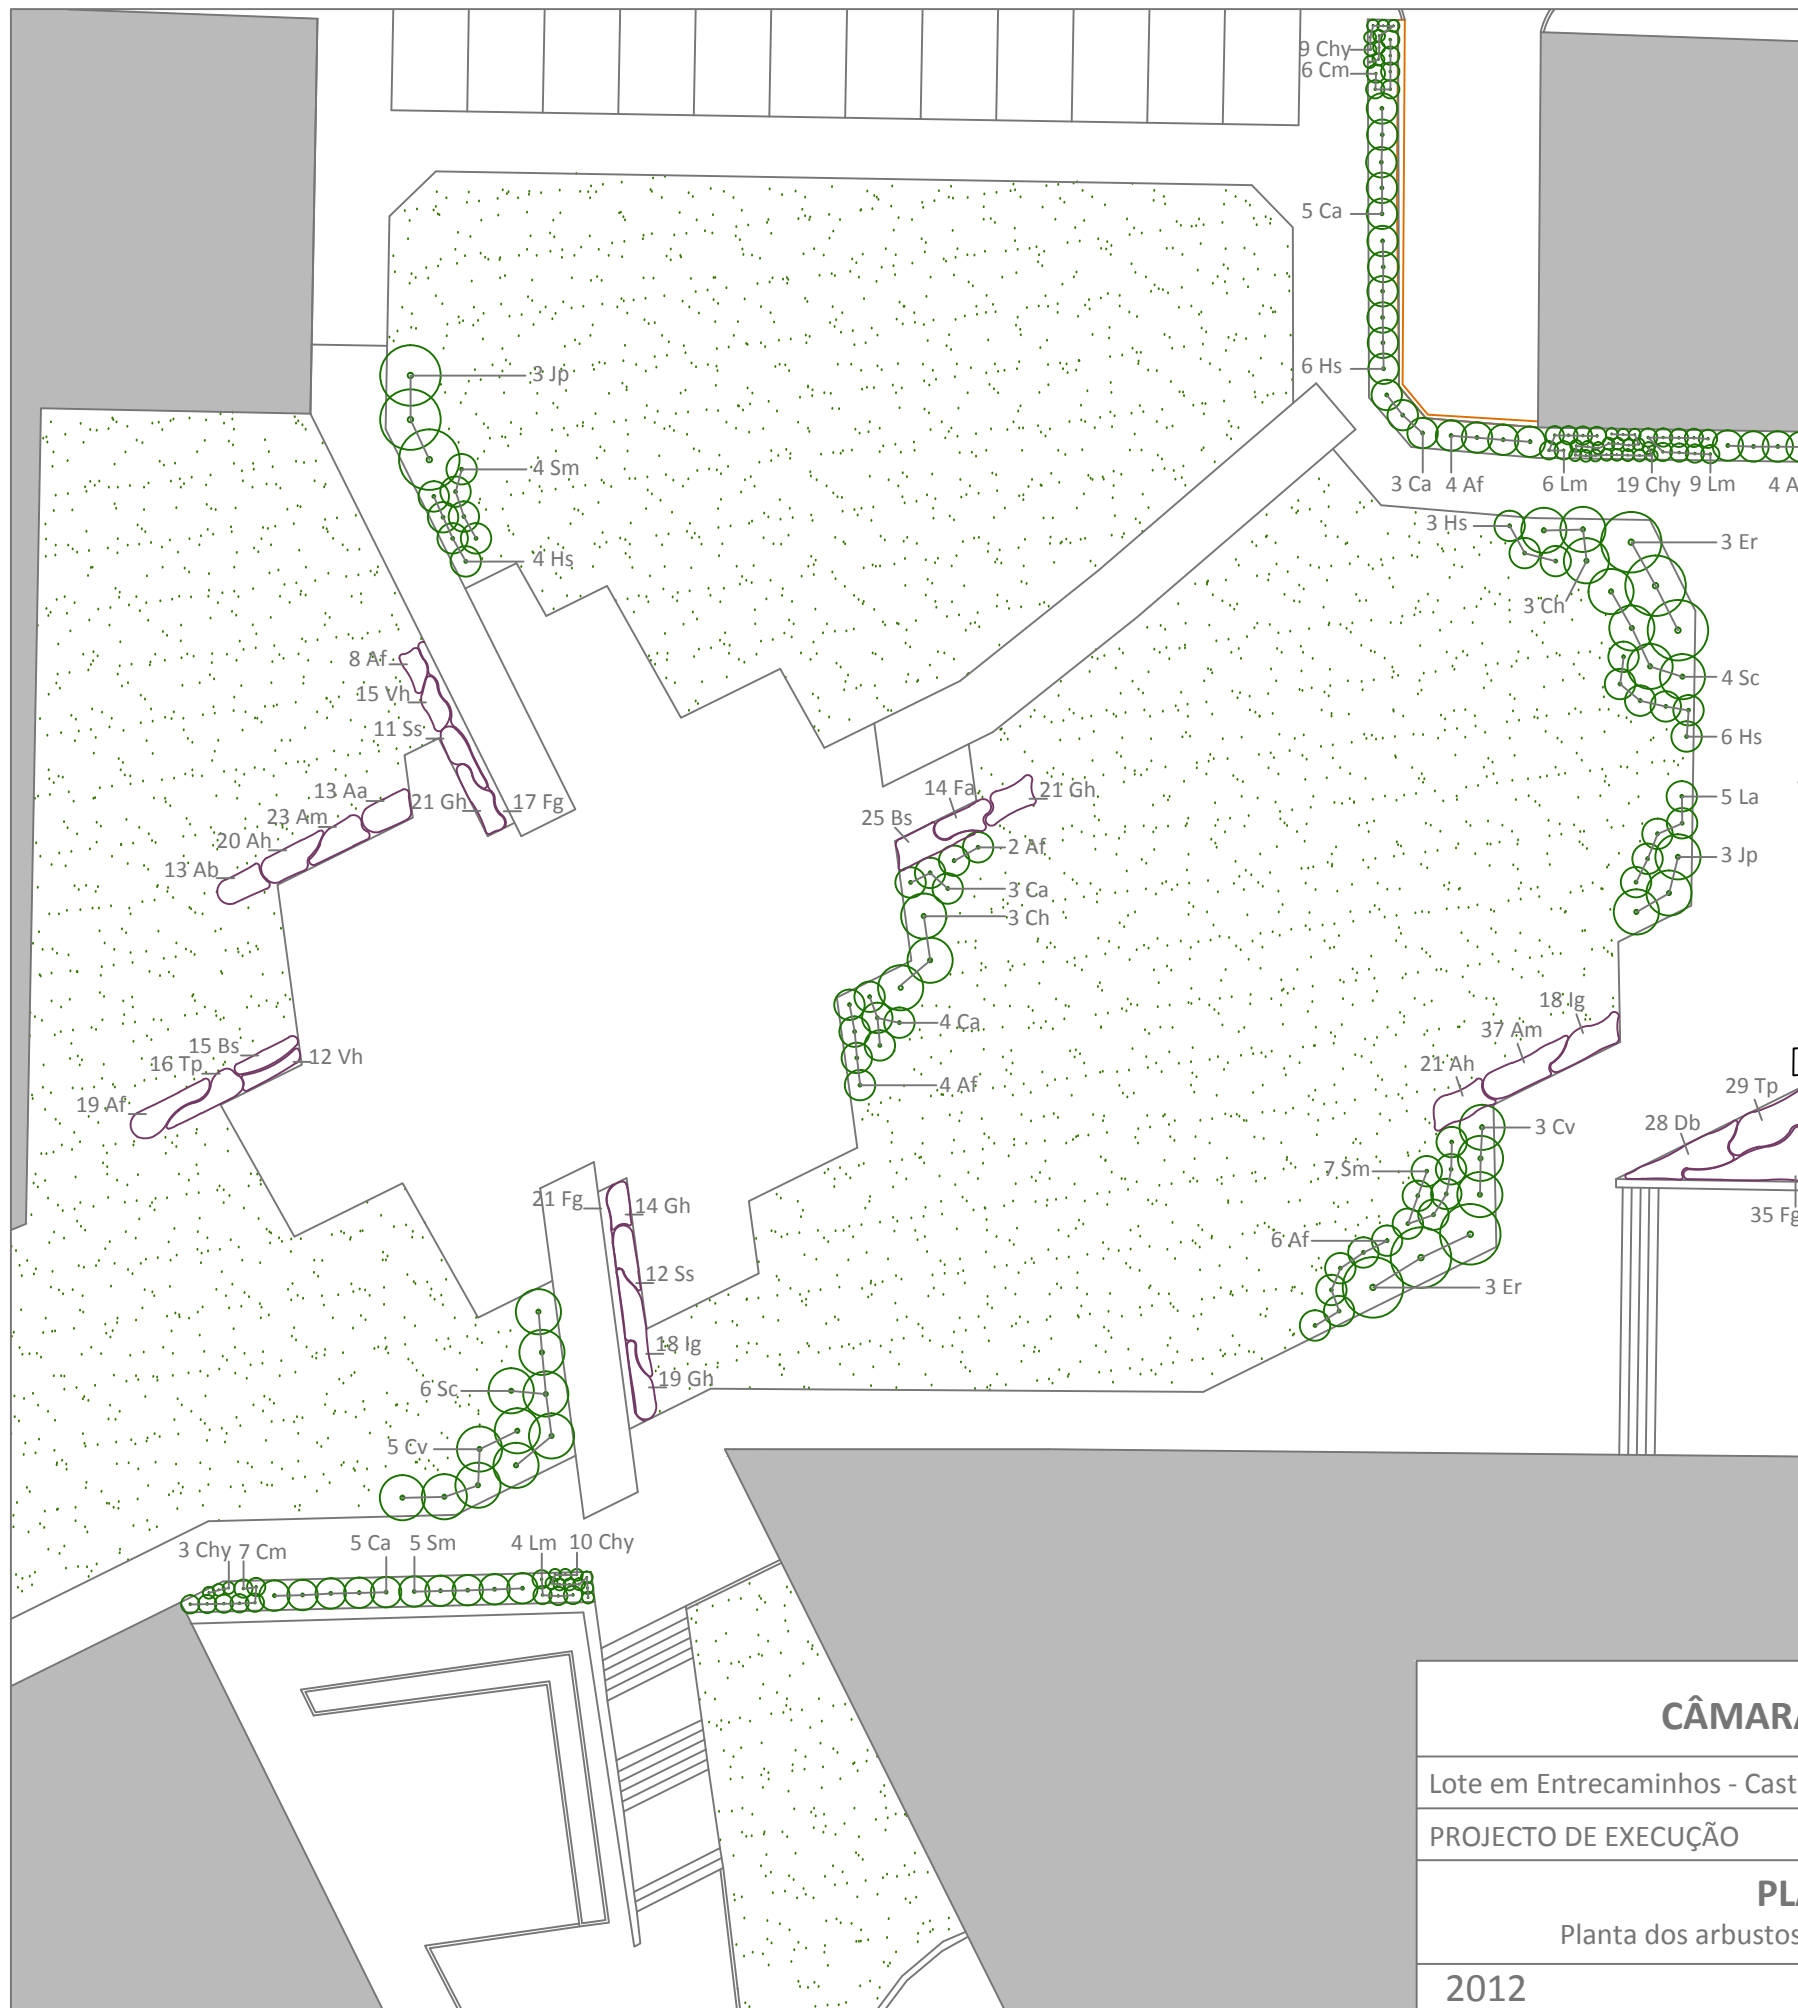 9 Chy
6 Cm
5 Ca
6 Hs
3 Jp
4 Sm
4 Hs
3 Ca 4 Af 6 Lm 19 Chy 9 Lm 4 A
3 Hs
3 Er
3 Ch
4 Sc
6 Hs
8 Af
15 Vh
11 Ss
13 Aa
21 Gh
17 Fg
23 Am
20 Ah
13 Ab
14 Fa
21 Gh
25 Bs
2 Af
3 Ca
3 Ch
5 La
3 Jp
4 Ca
4 Af
15 Bs
12 Vh
16 Tp
19 Af
18 Ig
37 Am
21 Ah
29 Tp
28 Db
35 Fg
3 Cv
7 Sm
6 Af
3 Er
21 Fg
14 Gh
12 Ss
18 Ig
19 Gh
6 Sc
5 Cv
3 Chy 7 Cm 5 Ca 5 Sm 4 Lm 10 Chy
CÂMARA
Lote em Entrecaminhos - Cast
PROJECTO DE EXECUÇÃO
PLA
Planta dos arbustos
2012